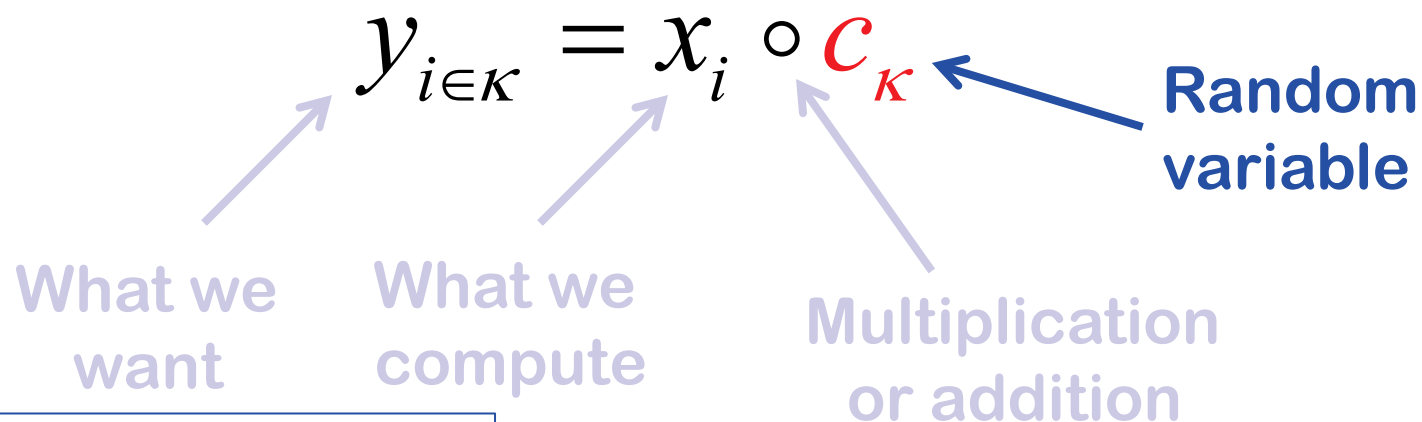 y_{i∈κ} = x_i ∘ c_κ
Random
variable
What we
want
What we
compute
Multiplication
or addition